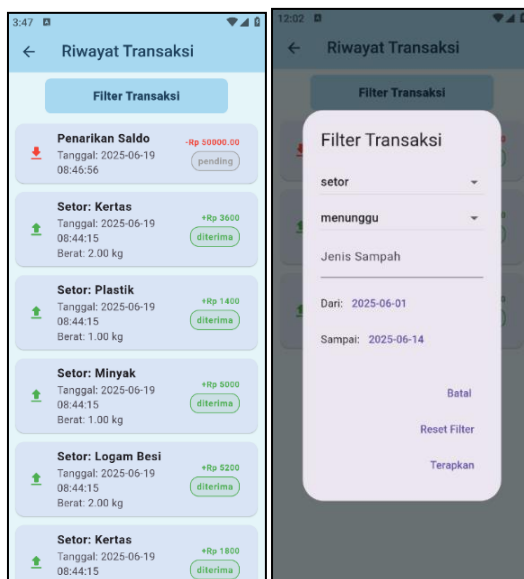 3:47
Riwayat Transaksi
Filter Transaksi
Penarikan Saldo
-Rp 50000.00
Tanggal: 2025-06-19
08:46:56
pending
Setor: Kertas
+Rp 3600
Tanggal: 2025-06-19
08:44:15
diterima
Berat: 2.00 kg
Setor: Plastik
+Rp 1400
Tanggal: 2025-06-19
08:44:15
diterima
Berat: 1.00 kg
Setor: Minyak
+Rp 5000
Tanggal: 2025-06-19
08:44:15
diterima
Berat: 1.00 kg
Setor: Logam Besi
+Rp 5200
Tanggal: 2025-06-19
08:44:15
diterima
Berat: 2.00 kg
Setor: Kertas
+Rp 1800
Tanggal: 2025-06-19
08:44:15
diterima
12:02
Riwayat Transaksi
Filter Transaksi
Filter Transaksi
setor
menunggu
Jenis Sampah
Dari: 2025-06-01
Sampai: 2025-06-14
Batal
Reset Filter
Terapkan